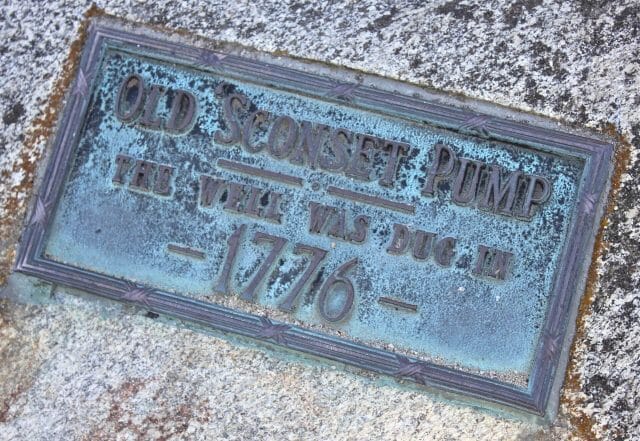 OLD 'SCONSET PUMP
THE WELL WAS DUG IN
- 1776 -